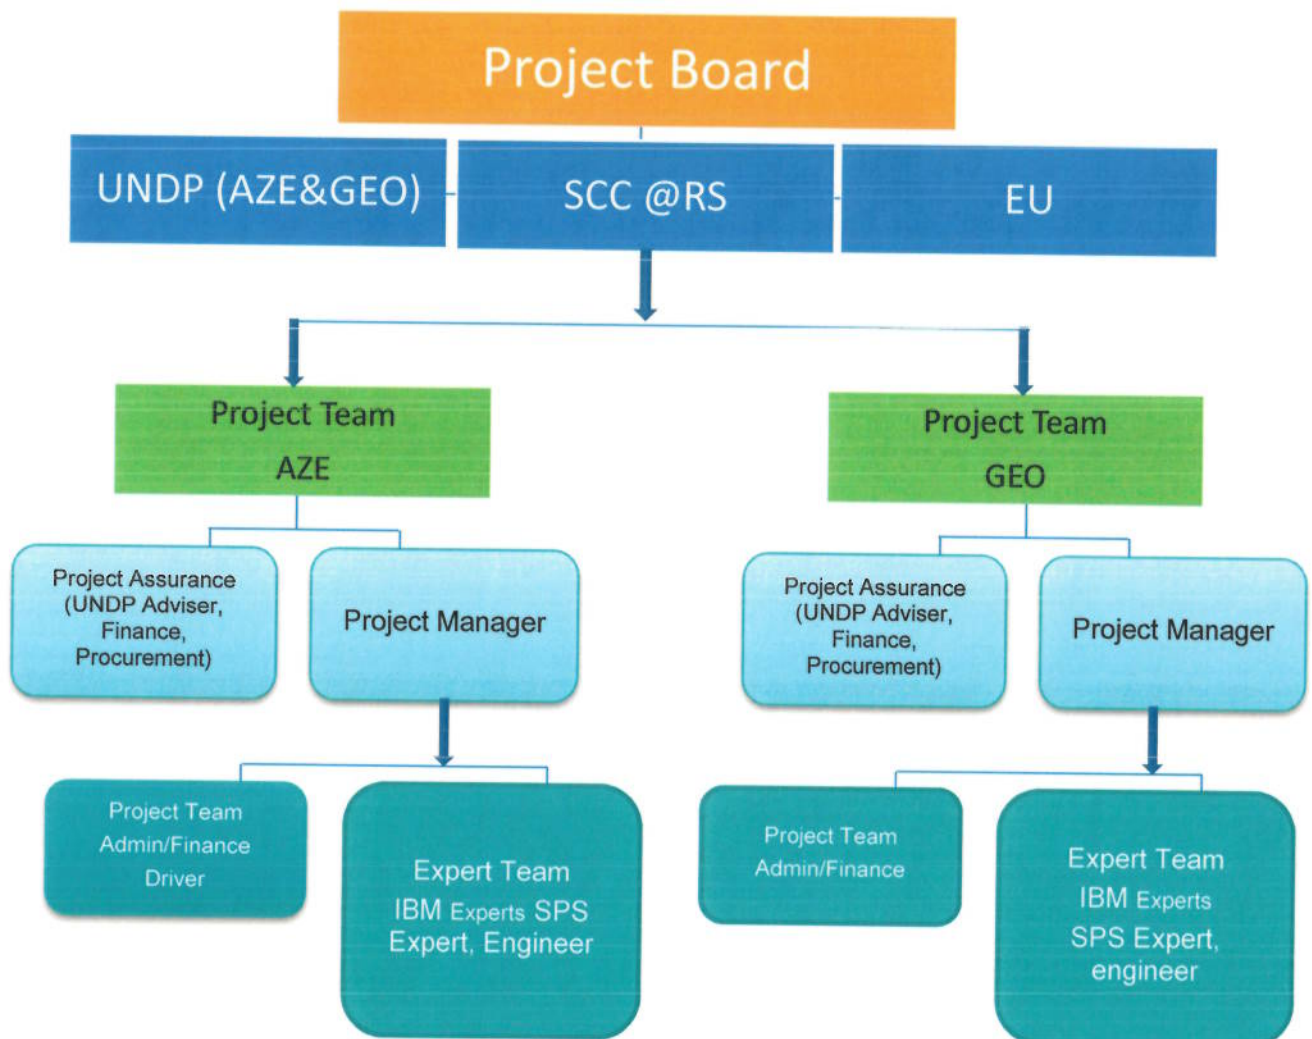 Project Board
UNDP (AZE&GEO)
SCC @RS
EU
Project Team
AZE
Project Team
GEO
Project Assurance
(UNDP Adviser,
Finance,
Procurement)
Project Manager
Project Assurance
(UNDP Adviser,
Finance,
Procurement)
Project Manager
Project Team
Admin/Finance
Driver
Expert Team
IBM Experts SPS
Expert, Engineer
Project Team
Admin/Finance
Expert Team
IBM Experts
SPS Expert,
engineer